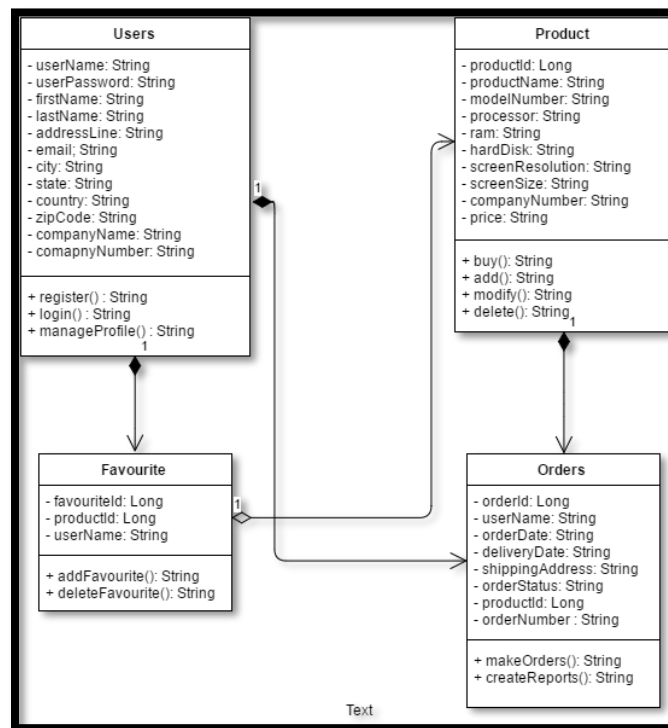 Users
- userName: String
- userPassword: String
- firstName: String
- lastName: String
- addressLine: String
- email; String
- city: String
- state: String
- country: String
- zipCode: String
- companyName: String
- comapnyNumber: String
+ register() : String
+ login() : String
+ manageProfile() : String
1
1
Product
- productId: Long
- productName: String
- modelNumber: String
- processor: String
- ram: String
- hardDisk: String
- screenResolution: String
- screenSize: String
- companyNumber: String
- price: String
+ buy(): String
+ add(): String
+ modify(): String
+ delete(): String
1
Favourite
- favouriteId: Long
- productId: Long
- userName: String
+ addFavourite(): String
+ deleteFavourite(): String
1
Orders
- orderId: Long
- userName: String
- orderDate: String
- deliveryDate: String
- shippingAddress: String
- orderStatus: String
- productId: Long
- orderNumber : String
+ makeOrders(): String
+ createReports(): String
Text